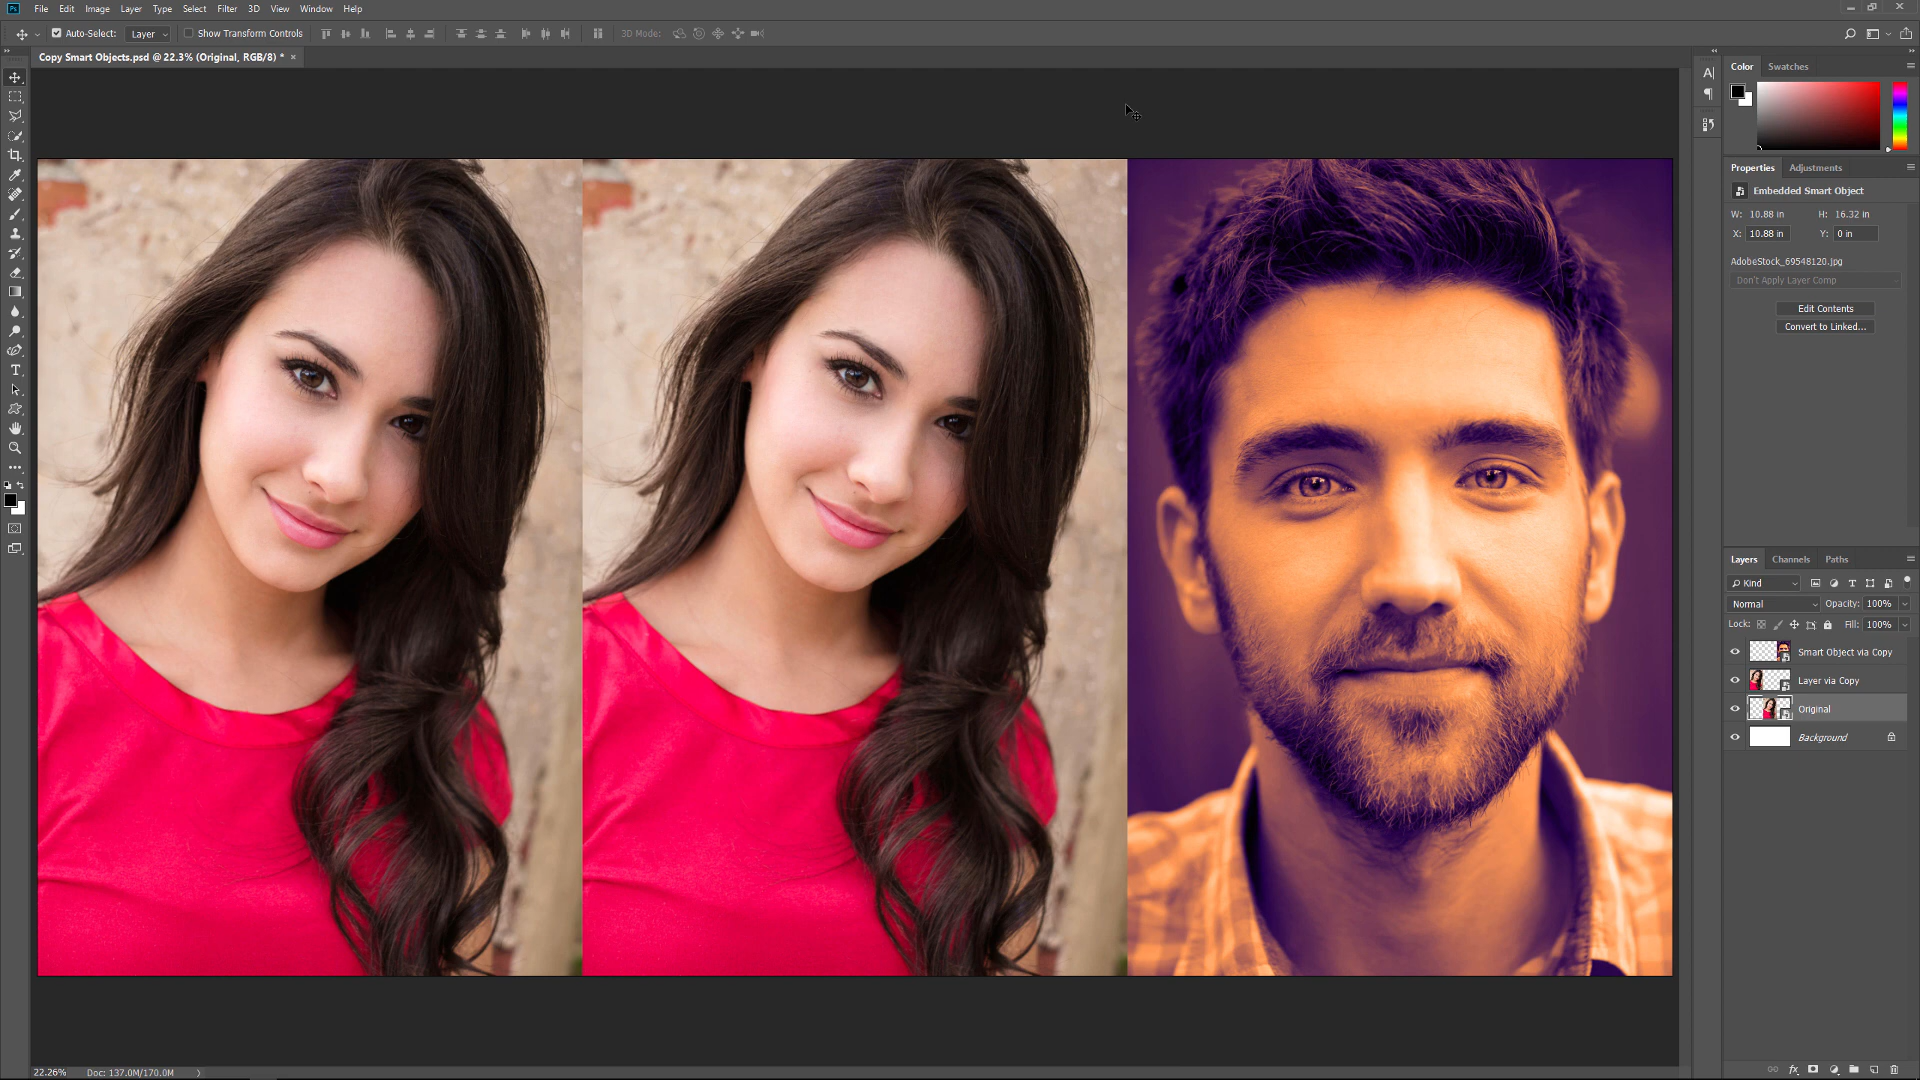 Ps File Edit Image Layer Type Select Filter 3D View Window Help
Auto-Select: Layer Show Transform Controls 3D Mode:
Copy Smart Objects.psd @ 22.3% (Original, RGB/8) * ×
Color Swatches
Properties Adjustments
Embedded Smart Object
W: 10.88 in H: 16.32 in
X: 10.88 in Y: 0 in
AdobeStock_69548120.jpg
Don't Apply Layer Comp
Edit Contents
Convert to Linked...
Layers Channels Paths
Kind
Normal Opacity: 100%
Lock: Fill: 100%
Smart Object via Copy
Layer via Copy
Original
Background
22.26% Doc: 137.0M/170.0M